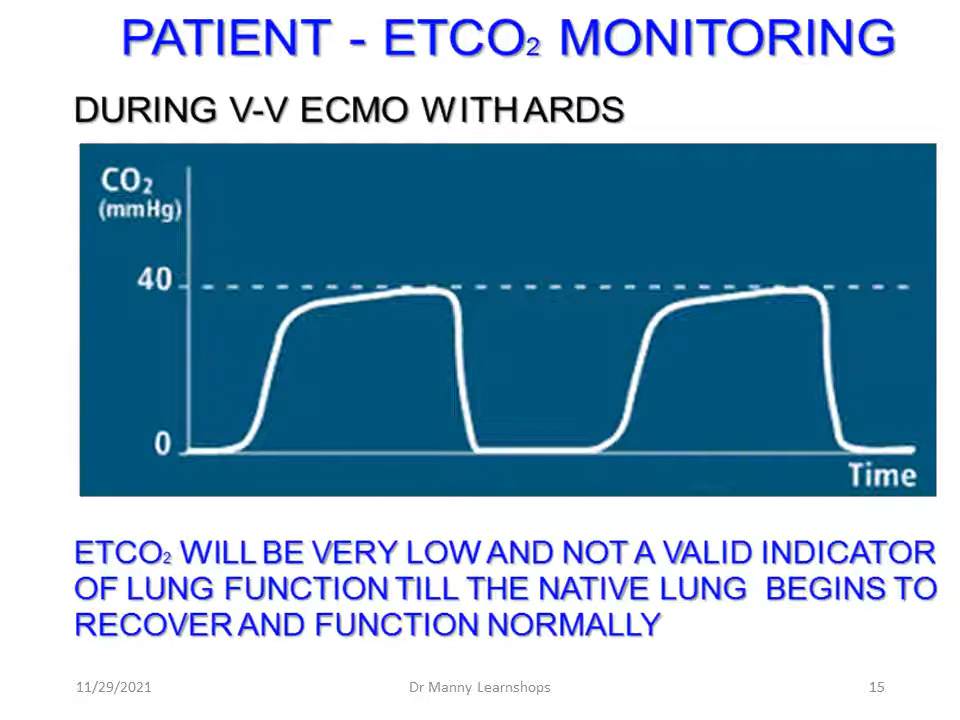 PATIENT - ETCO₂ MONITORING
DURING V-V ECMO WITH ARDS
CO₂
(mmHg)
40
0
Time
ETCO₂ WILL BE VERY LOW AND NOT A VALID INDICATOR
OF LUNG FUNCTION TILL THE NATIVE LUNG BEGINS TO
RECOVER AND FUNCTION NORMALLY
11/29/2021
Dr Manny Learnshops
15